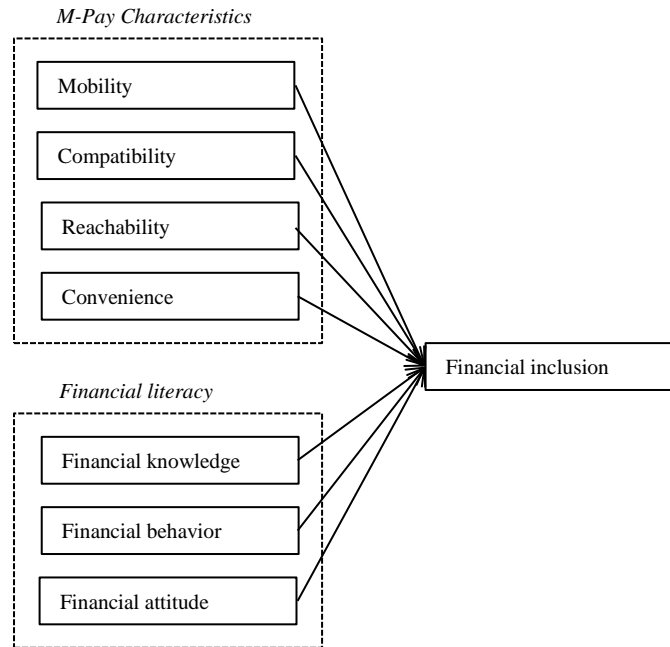 M-Pay Characteristics
Mobility
Compatibility
Reachability
Convenience
Financial inclusion
Financial literacy
Financial knowledge
Financial behavior
Financial attitude